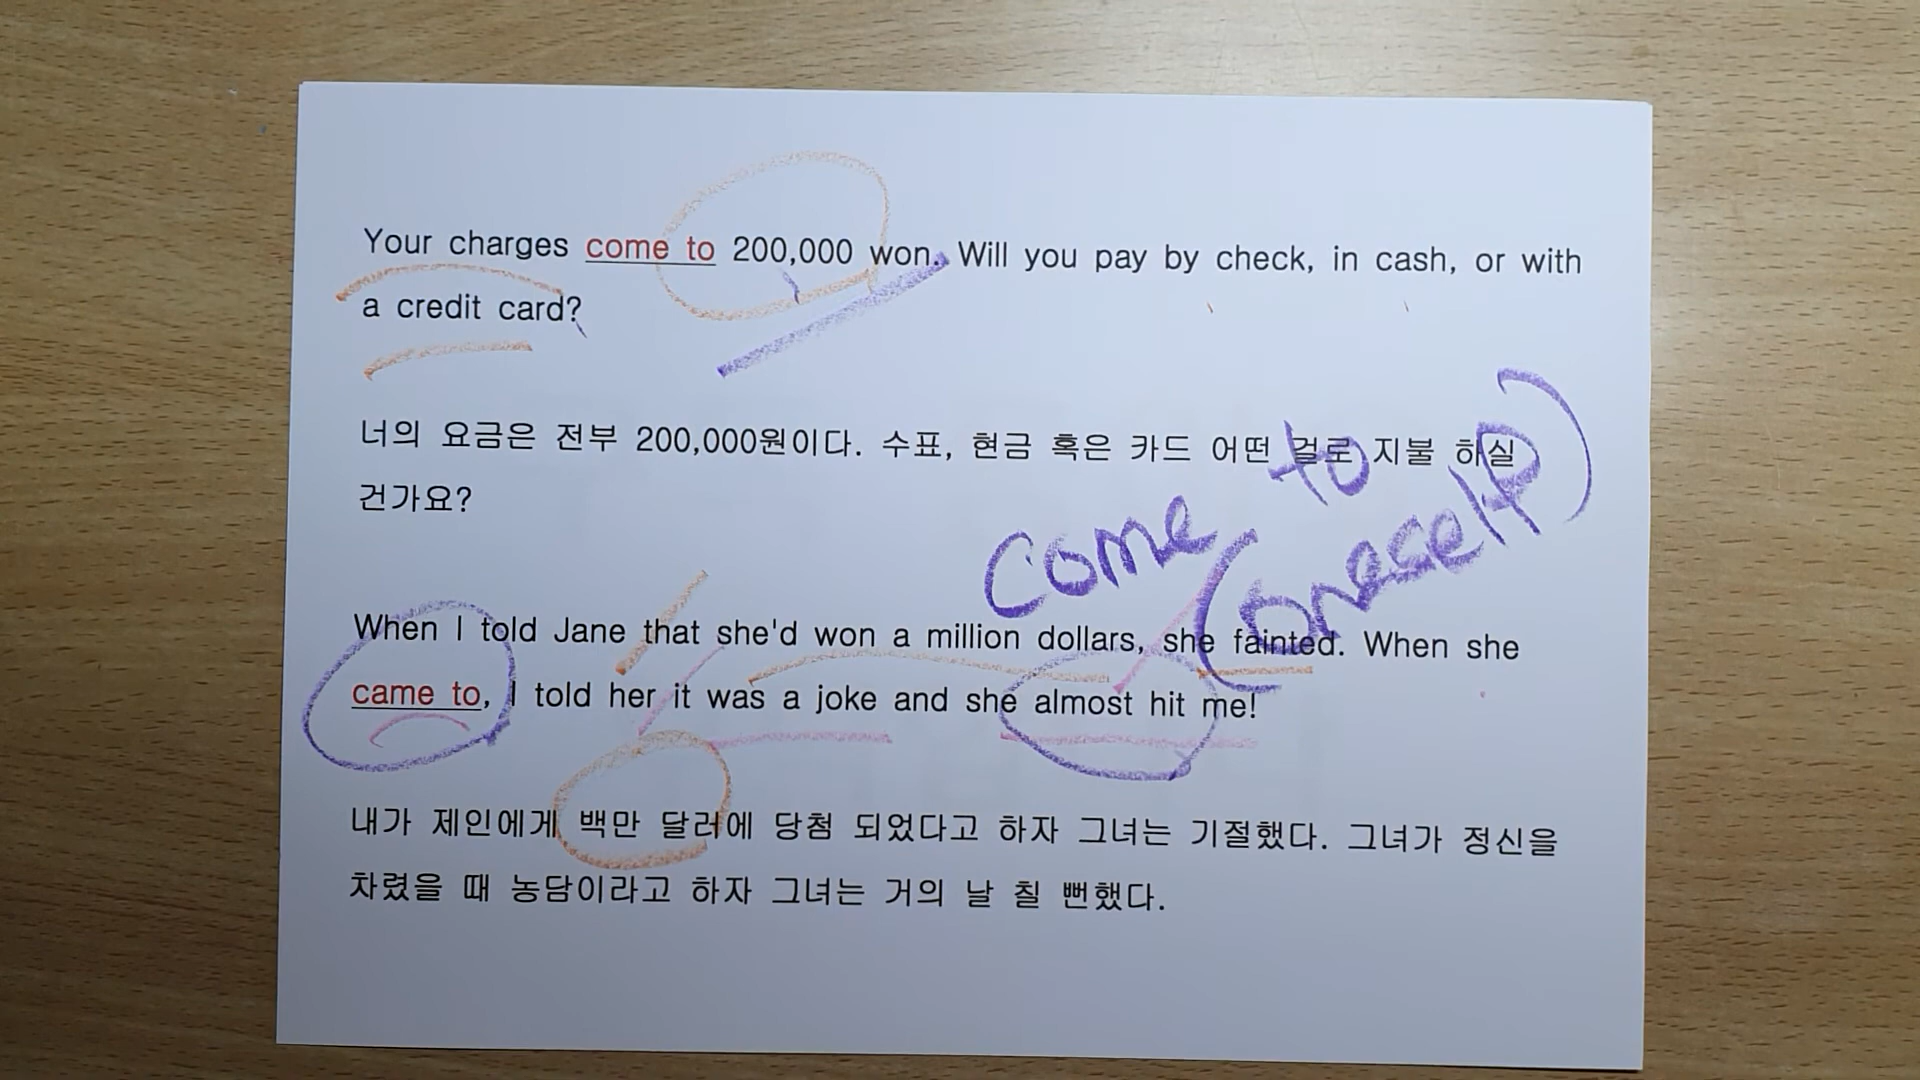 Your charges come to 200,000 won. Will you pay by check, in cash, or with
a credit card?
너의 요금은 전부 200,000원이다. 수표, 현금 혹은 카드 어떤 걸로 지불 하실
건가요?
come to
(oneself)
When I told Jane that she'd won a million dollars, she fainted. When she
came to, I told her it was a joke and she almost hit me!
내가 제인에게 백만 달러에 당첨 되었다고 하자 그녀는 기절했다. 그녀가 정신을
차렸을 때 농담이라고 하자 그녀는 거의 날 칠 뻔했다.